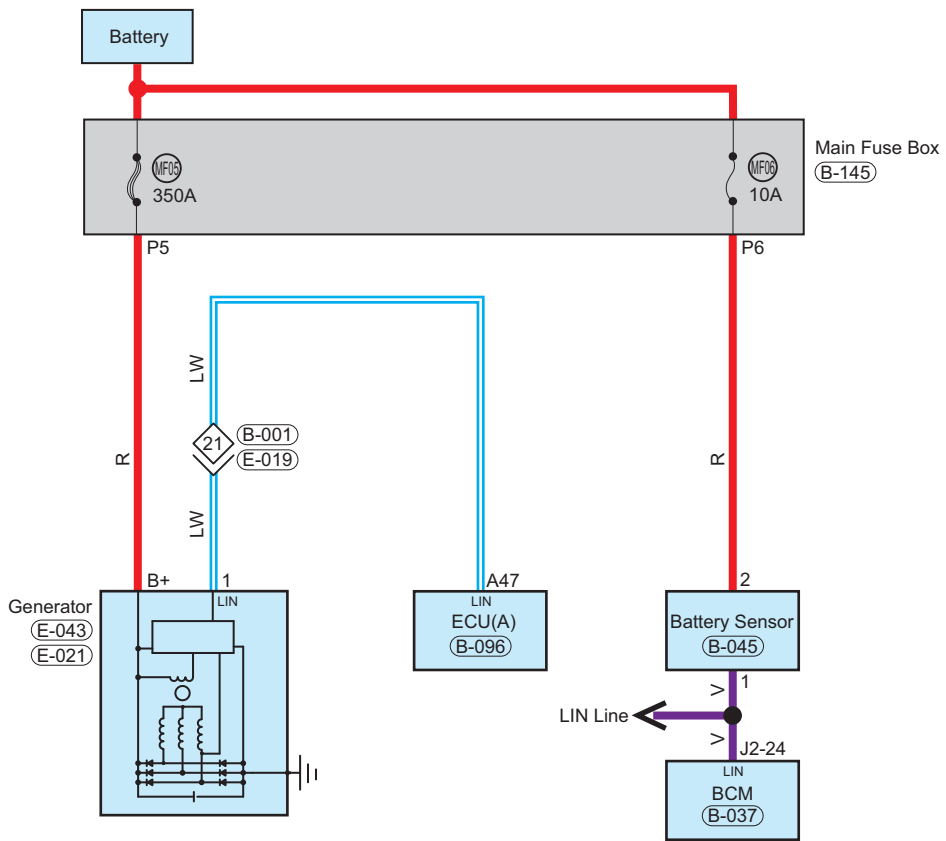 Battery
MF05
350A
MF06
10A
Main Fuse Box
B-145
P5
P6
LW
21
B-001
E-019
R
R
LW
B+
1
LIN
Generator
E-043
E-021
A47
LIN
ECU(A)
B-096
2
Battery Sensor
B-045
V
1
LIN Line
V
J2-24
LIN
BCM
B-037